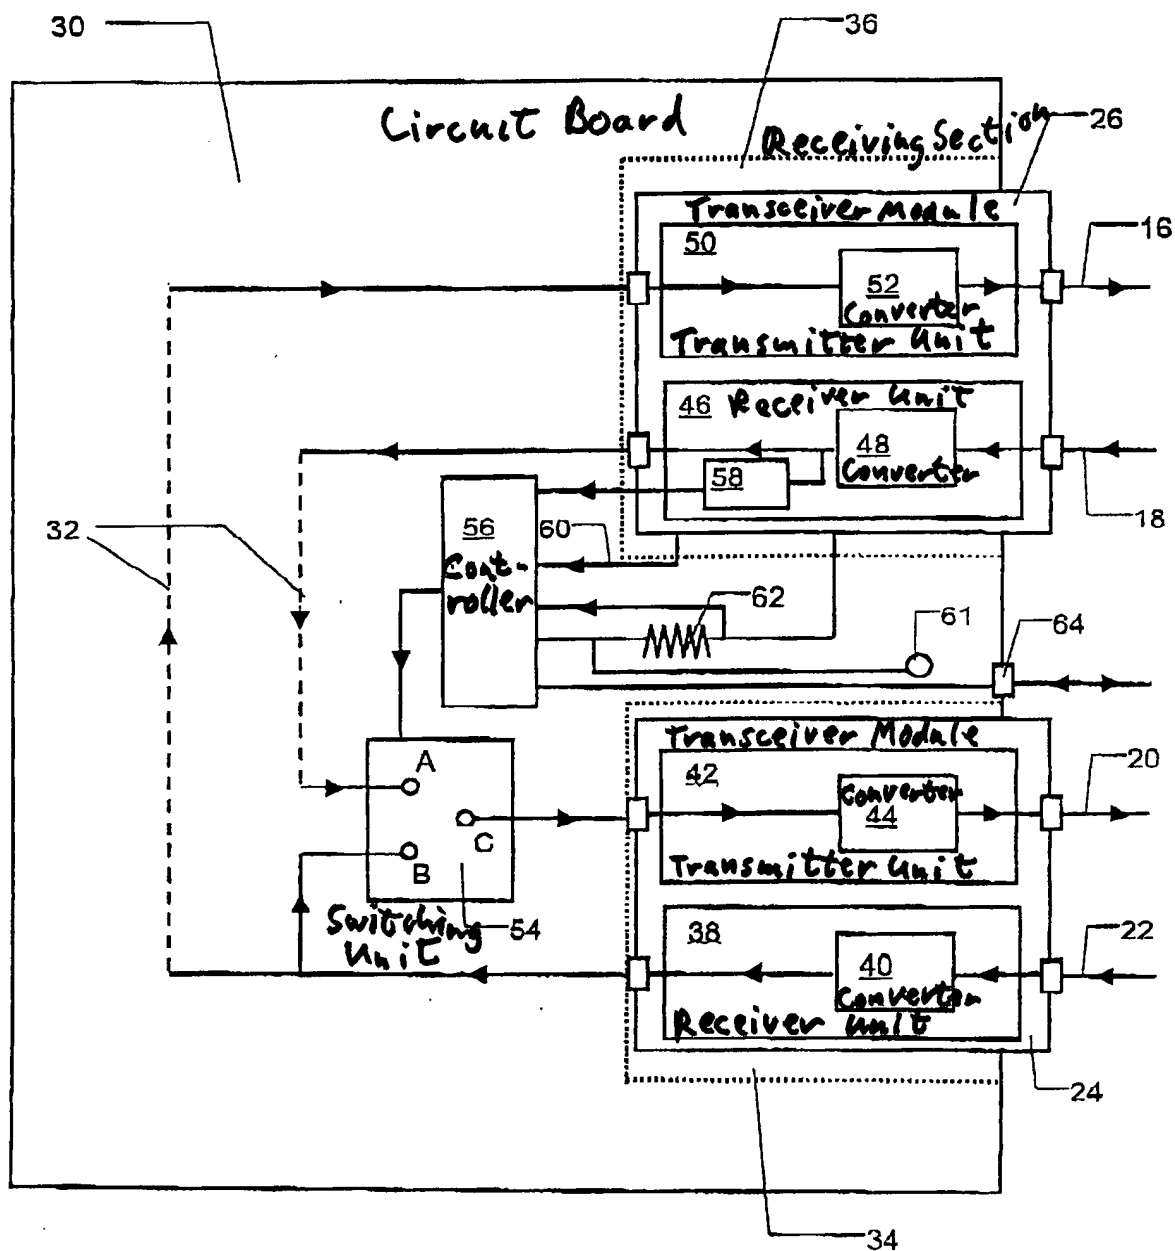 30
36
Circuit Board
Receiving Section
26
Transceiver Module
50
16
52
Converter
Transmitter Unit
46 Receiver Unit
48
Converter
58
18
32
56
Controller
Cont-
roller
60
62
61
64
Transceiver Module
42
Converter
44
20
A
C
B
Transmitter Unit
Switching
Unit
54
38
22
40
Converter
Receiver Unit
24
34